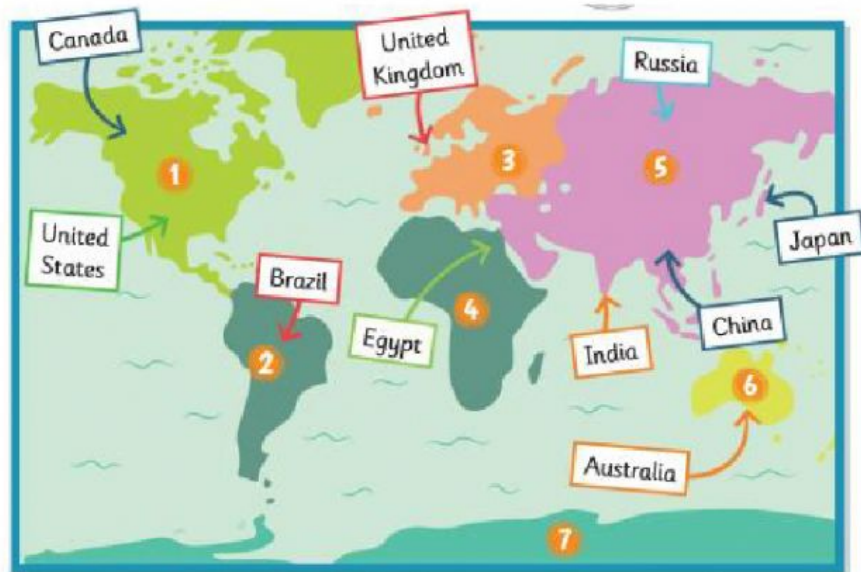 Canada
United
Kingdom
Russia
1
3
5
United
States
Japan
Brazil
Egypt
4
China
India
2
6
Australia
7